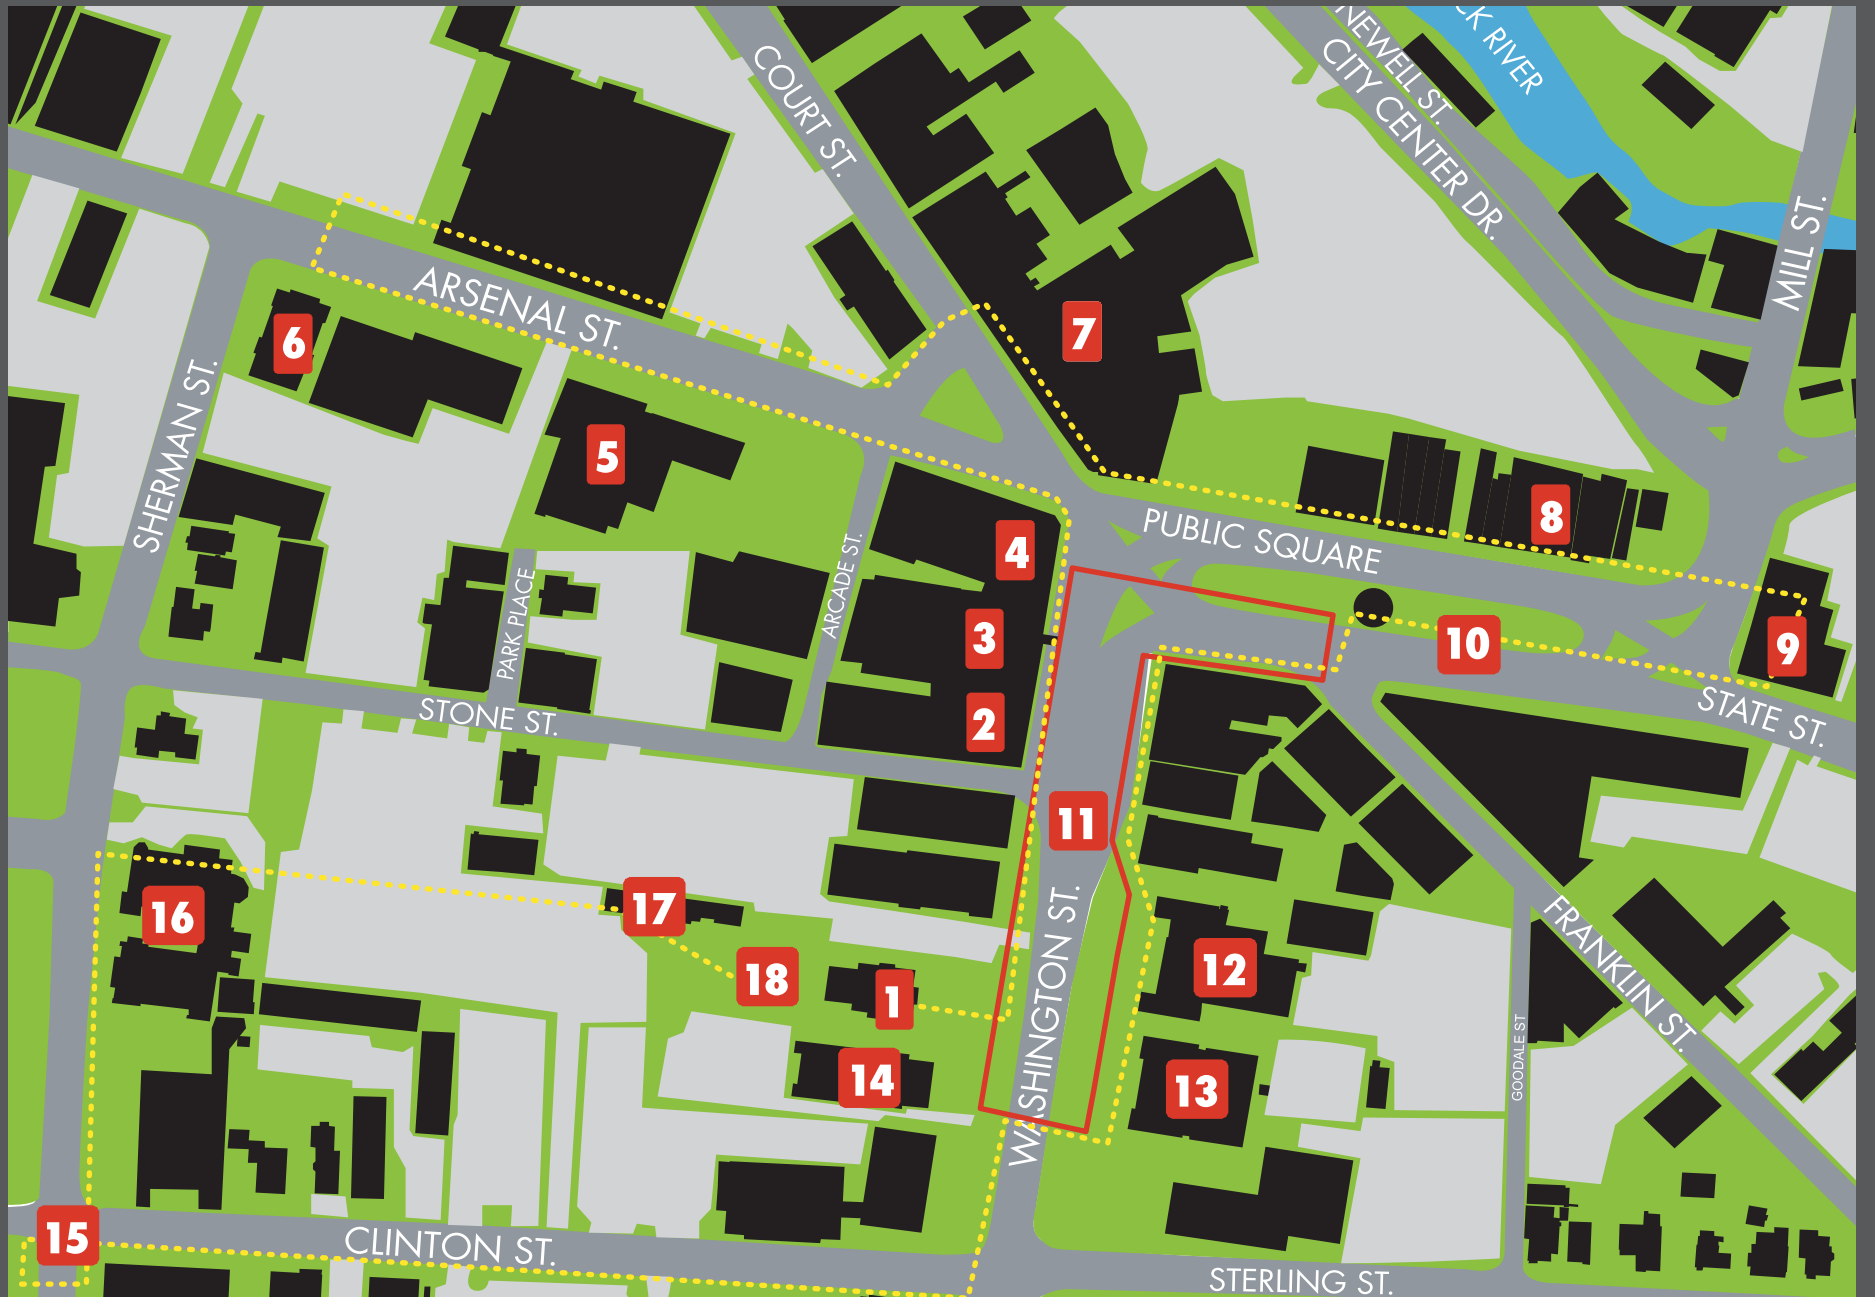 COURT ST.
NEWELL ST.
CK RIVER
CITY CENTER DR.
MILL ST.
ARSENAL ST.
6
7
SHERMAN ST.
5
8
4
PUBLIC SQUARE
ARCADE ST.
PARK PLACE
3
10
9
2
STONE ST.
STATE ST.
11
16
17
18
1
12
FRANKLIN ST.
WASHINGTON ST.
14
13
GOODALE ST
15
CLINTON ST.
STERLING ST.